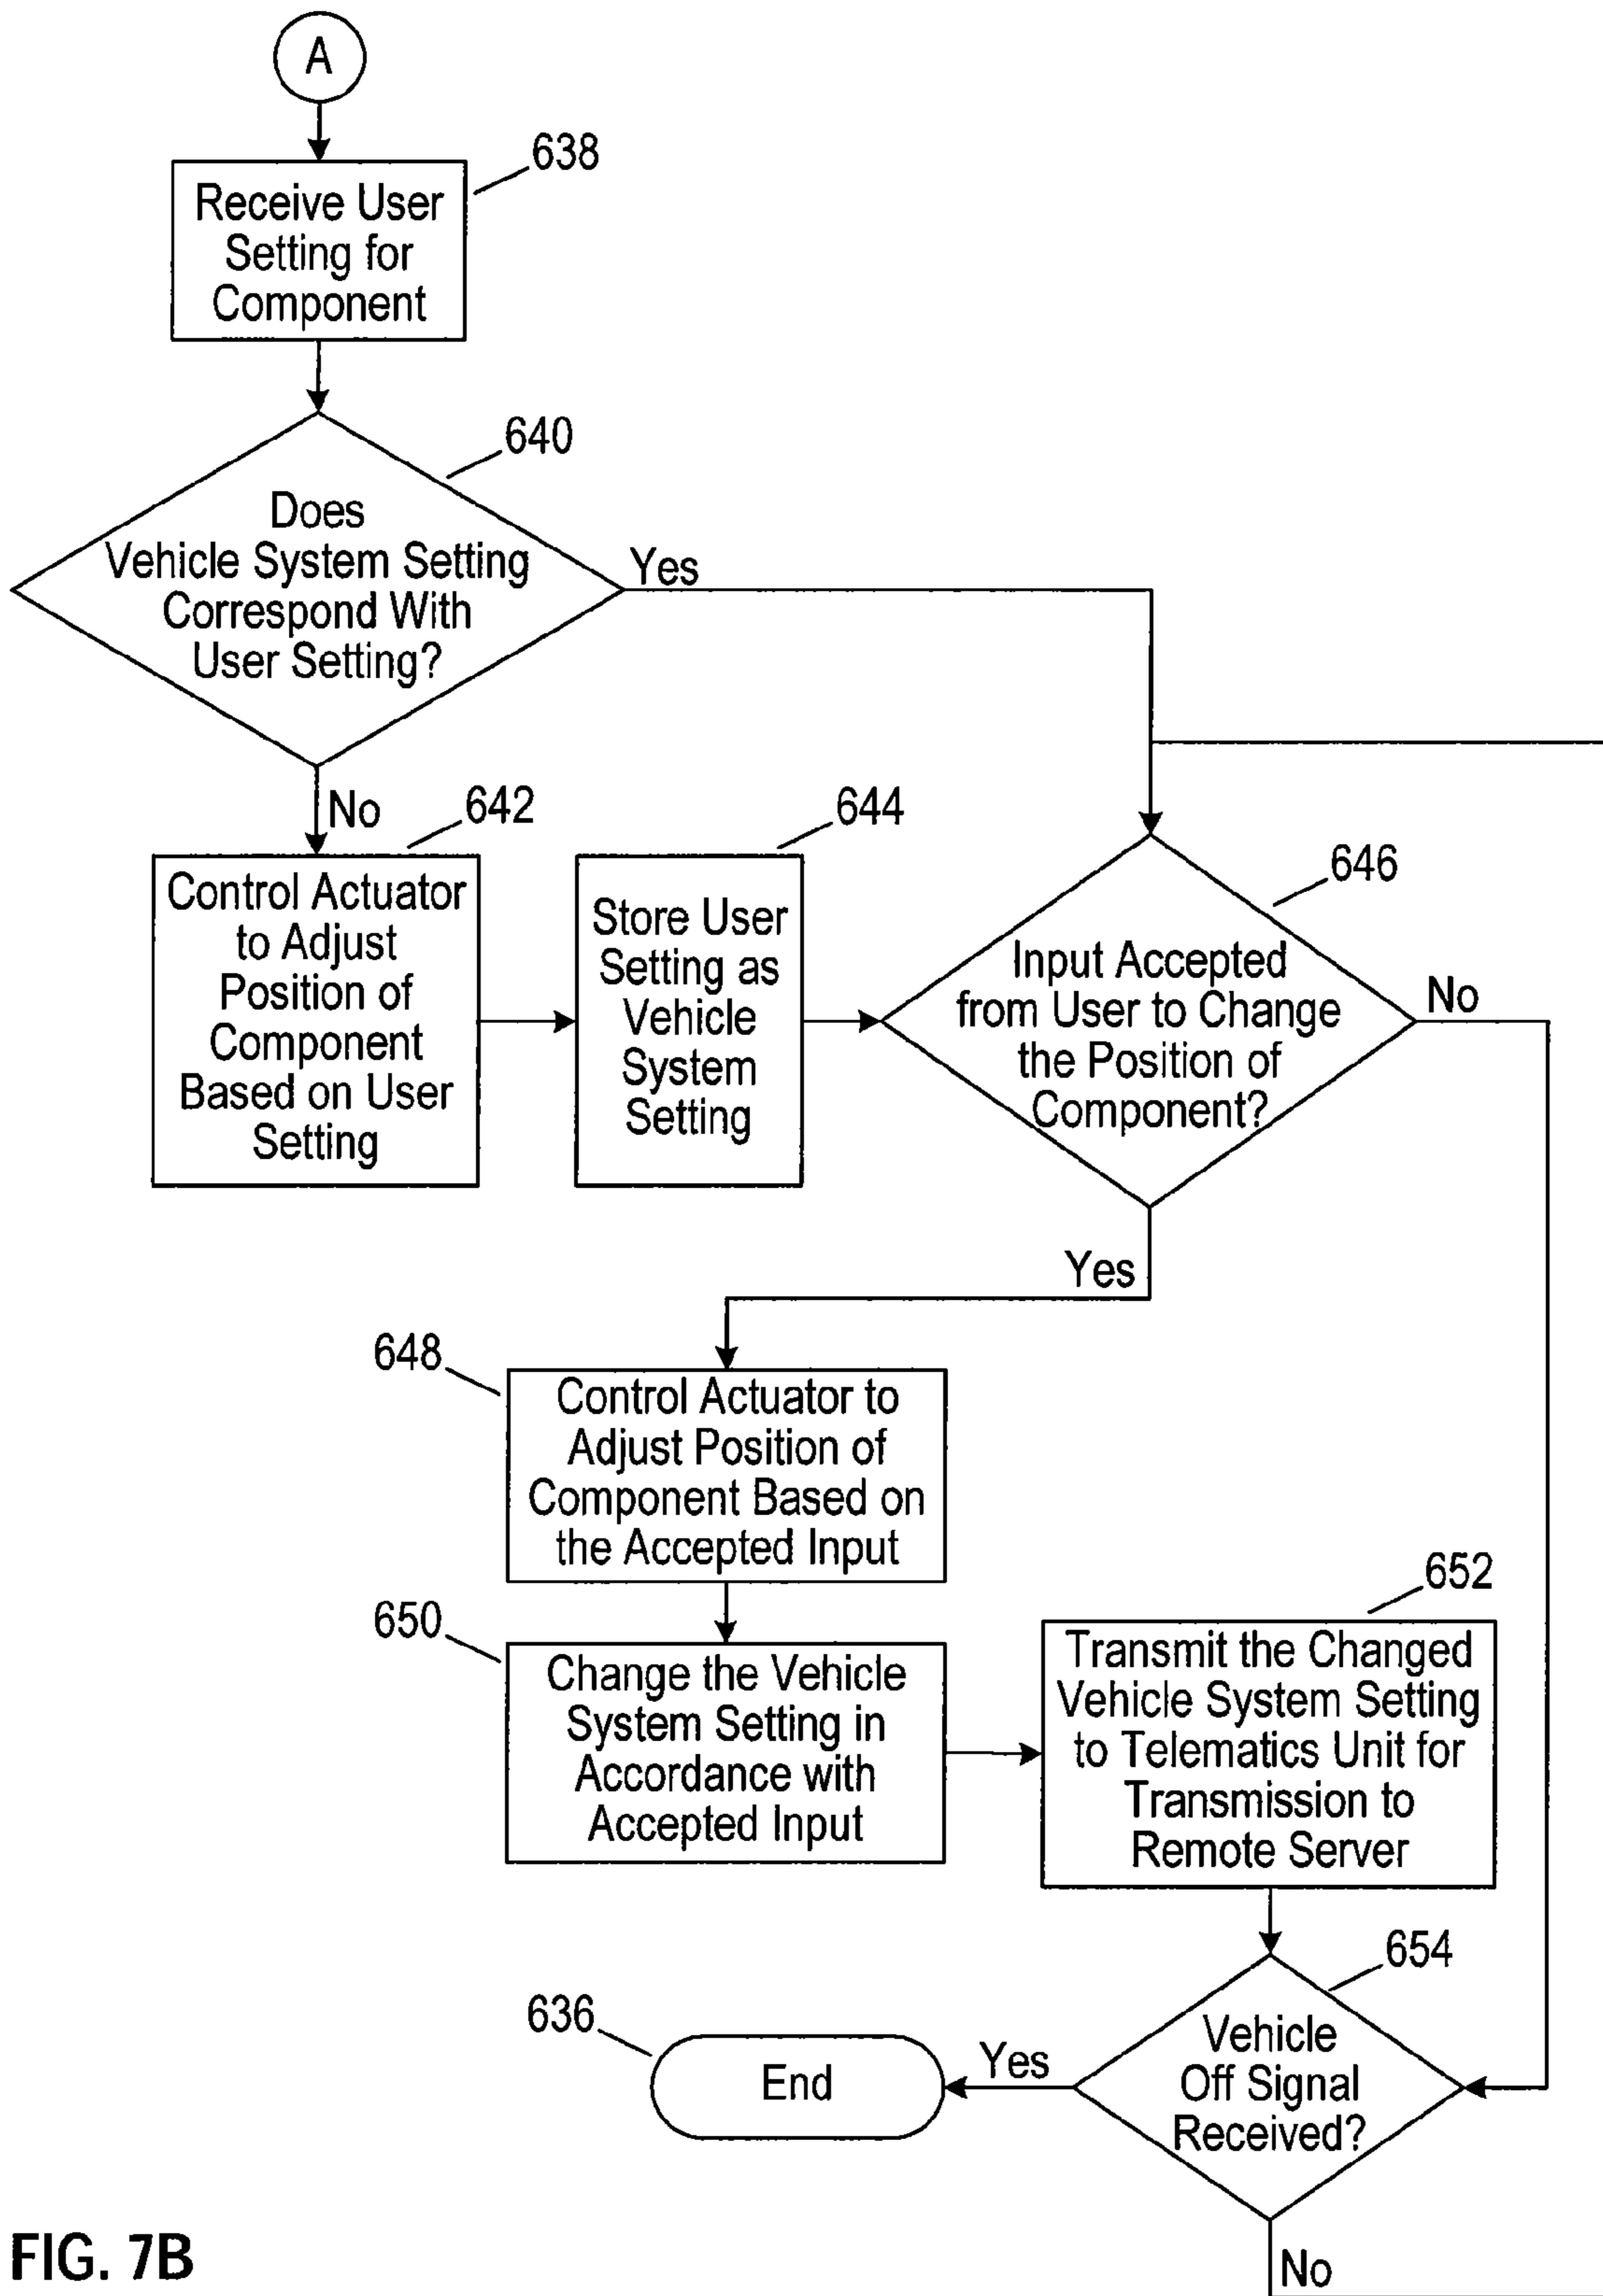 A
638
Receive User
Setting for
Component
640
Does
Vehicle System Setting
Correspond With
User Setting?
Yes
No
642
Control Actuator
to Adjust
Position of
Component
Based on User
Setting
644
Store User
Setting as
Vehicle
System
Setting
646
Input Accepted
from User to Change
the Position of
Component?
No
Yes
648
Control Actuator to
Adjust Position of
Component Based on
the Accepted Input
650
Change the Vehicle
System Setting in
Accordance with
Accepted Input
652
Transmit the Changed
Vehicle System Setting
to Telematics Unit for
Transmission to
Remote Server
654
Vehicle
Off Signal
Received?
Yes
636
End
No
FIG. 7B